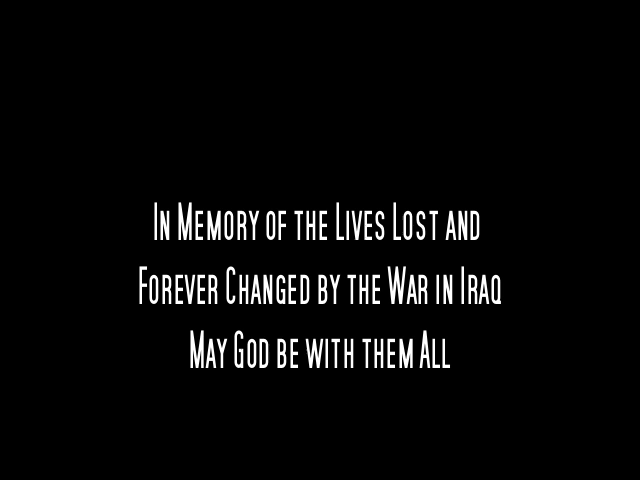 In Memory of the Lives Lost and
Forever Changed by the War in Iraq
May God be with them All